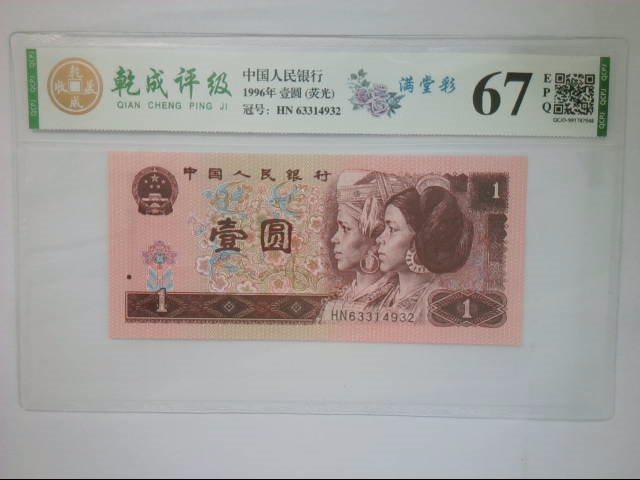 乾成评级
QIAN CHENG PING JI
中国人民银行
1996年 壹圆 (荧光)
冠号: HN 63314932
满堂彩
67
EPQ
中国人民银行
1
壹圆
1
HN63314932
1